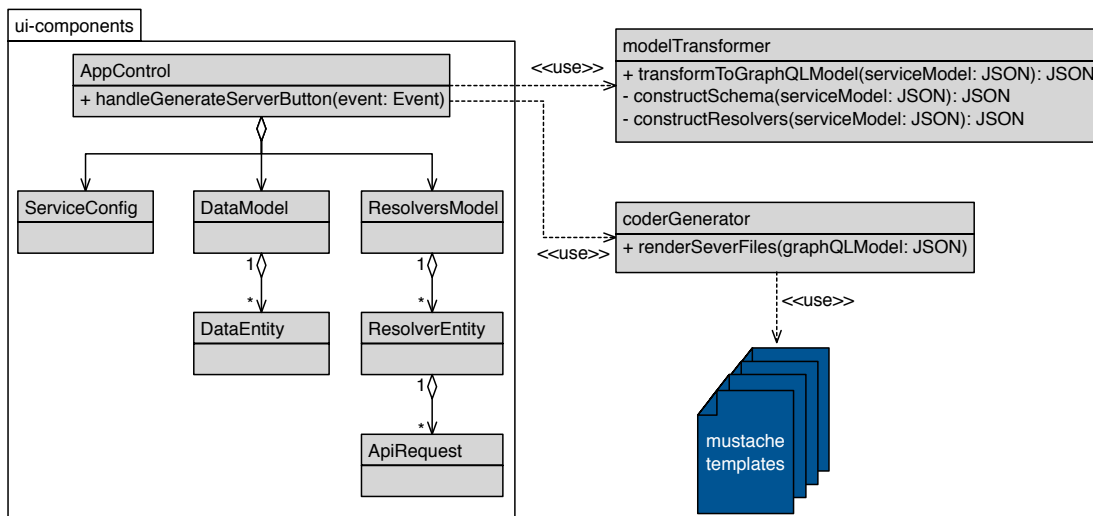 ui-components
AppControl
+ handleGenerateServerButton(event: Event)
<<use>>
modelTransformer
+ transformToGraphQLModel(serviceModel: JSON): JSON
- constructSchema(serviceModel: JSON): JSON
- constructResolvers(serviceModel: JSON): JSON
ServiceConfig
DataModel
ResolversModel
1
*
1
*
DataEntity
ResolverEntity
1
*
ApiRequest
<<use>>
coderGenerator
+ renderSeverFiles(graphQLModel: JSON)
<<use>>
mustache
templates